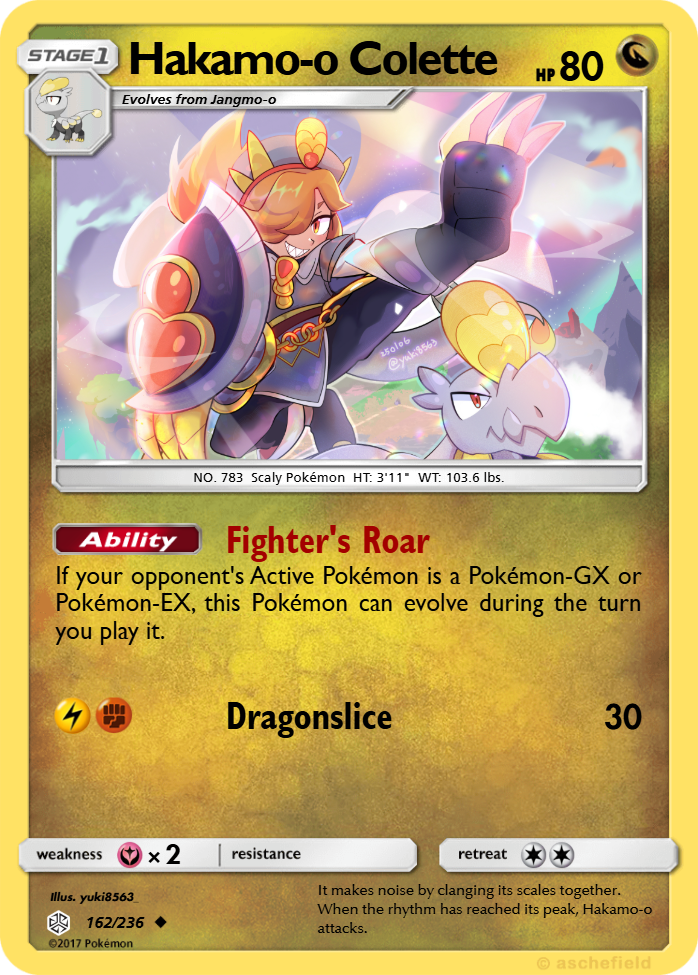 STAGE1
Hakamo-o Colette
HP 80
Evolves from Jangmo-o
250106
@yuki8563
NO. 783 Scaly Pokémon HT: 3'11" WT: 103.6 lbs.
Ability Fighter's Roar
If your opponent's Active Pokémon is a Pokémon-GX or
Pokémon-EX, this Pokémon can evolve during the turn
you play it.
Dragonslice 30
weakness × 2 resistance retreat
Illus. yuki8563_
162/236
©2017 Pokémon
It makes noise by clanging its scales together.
When the rhythm has reached its peak, Hakamo-o
attacks.
© aschefield